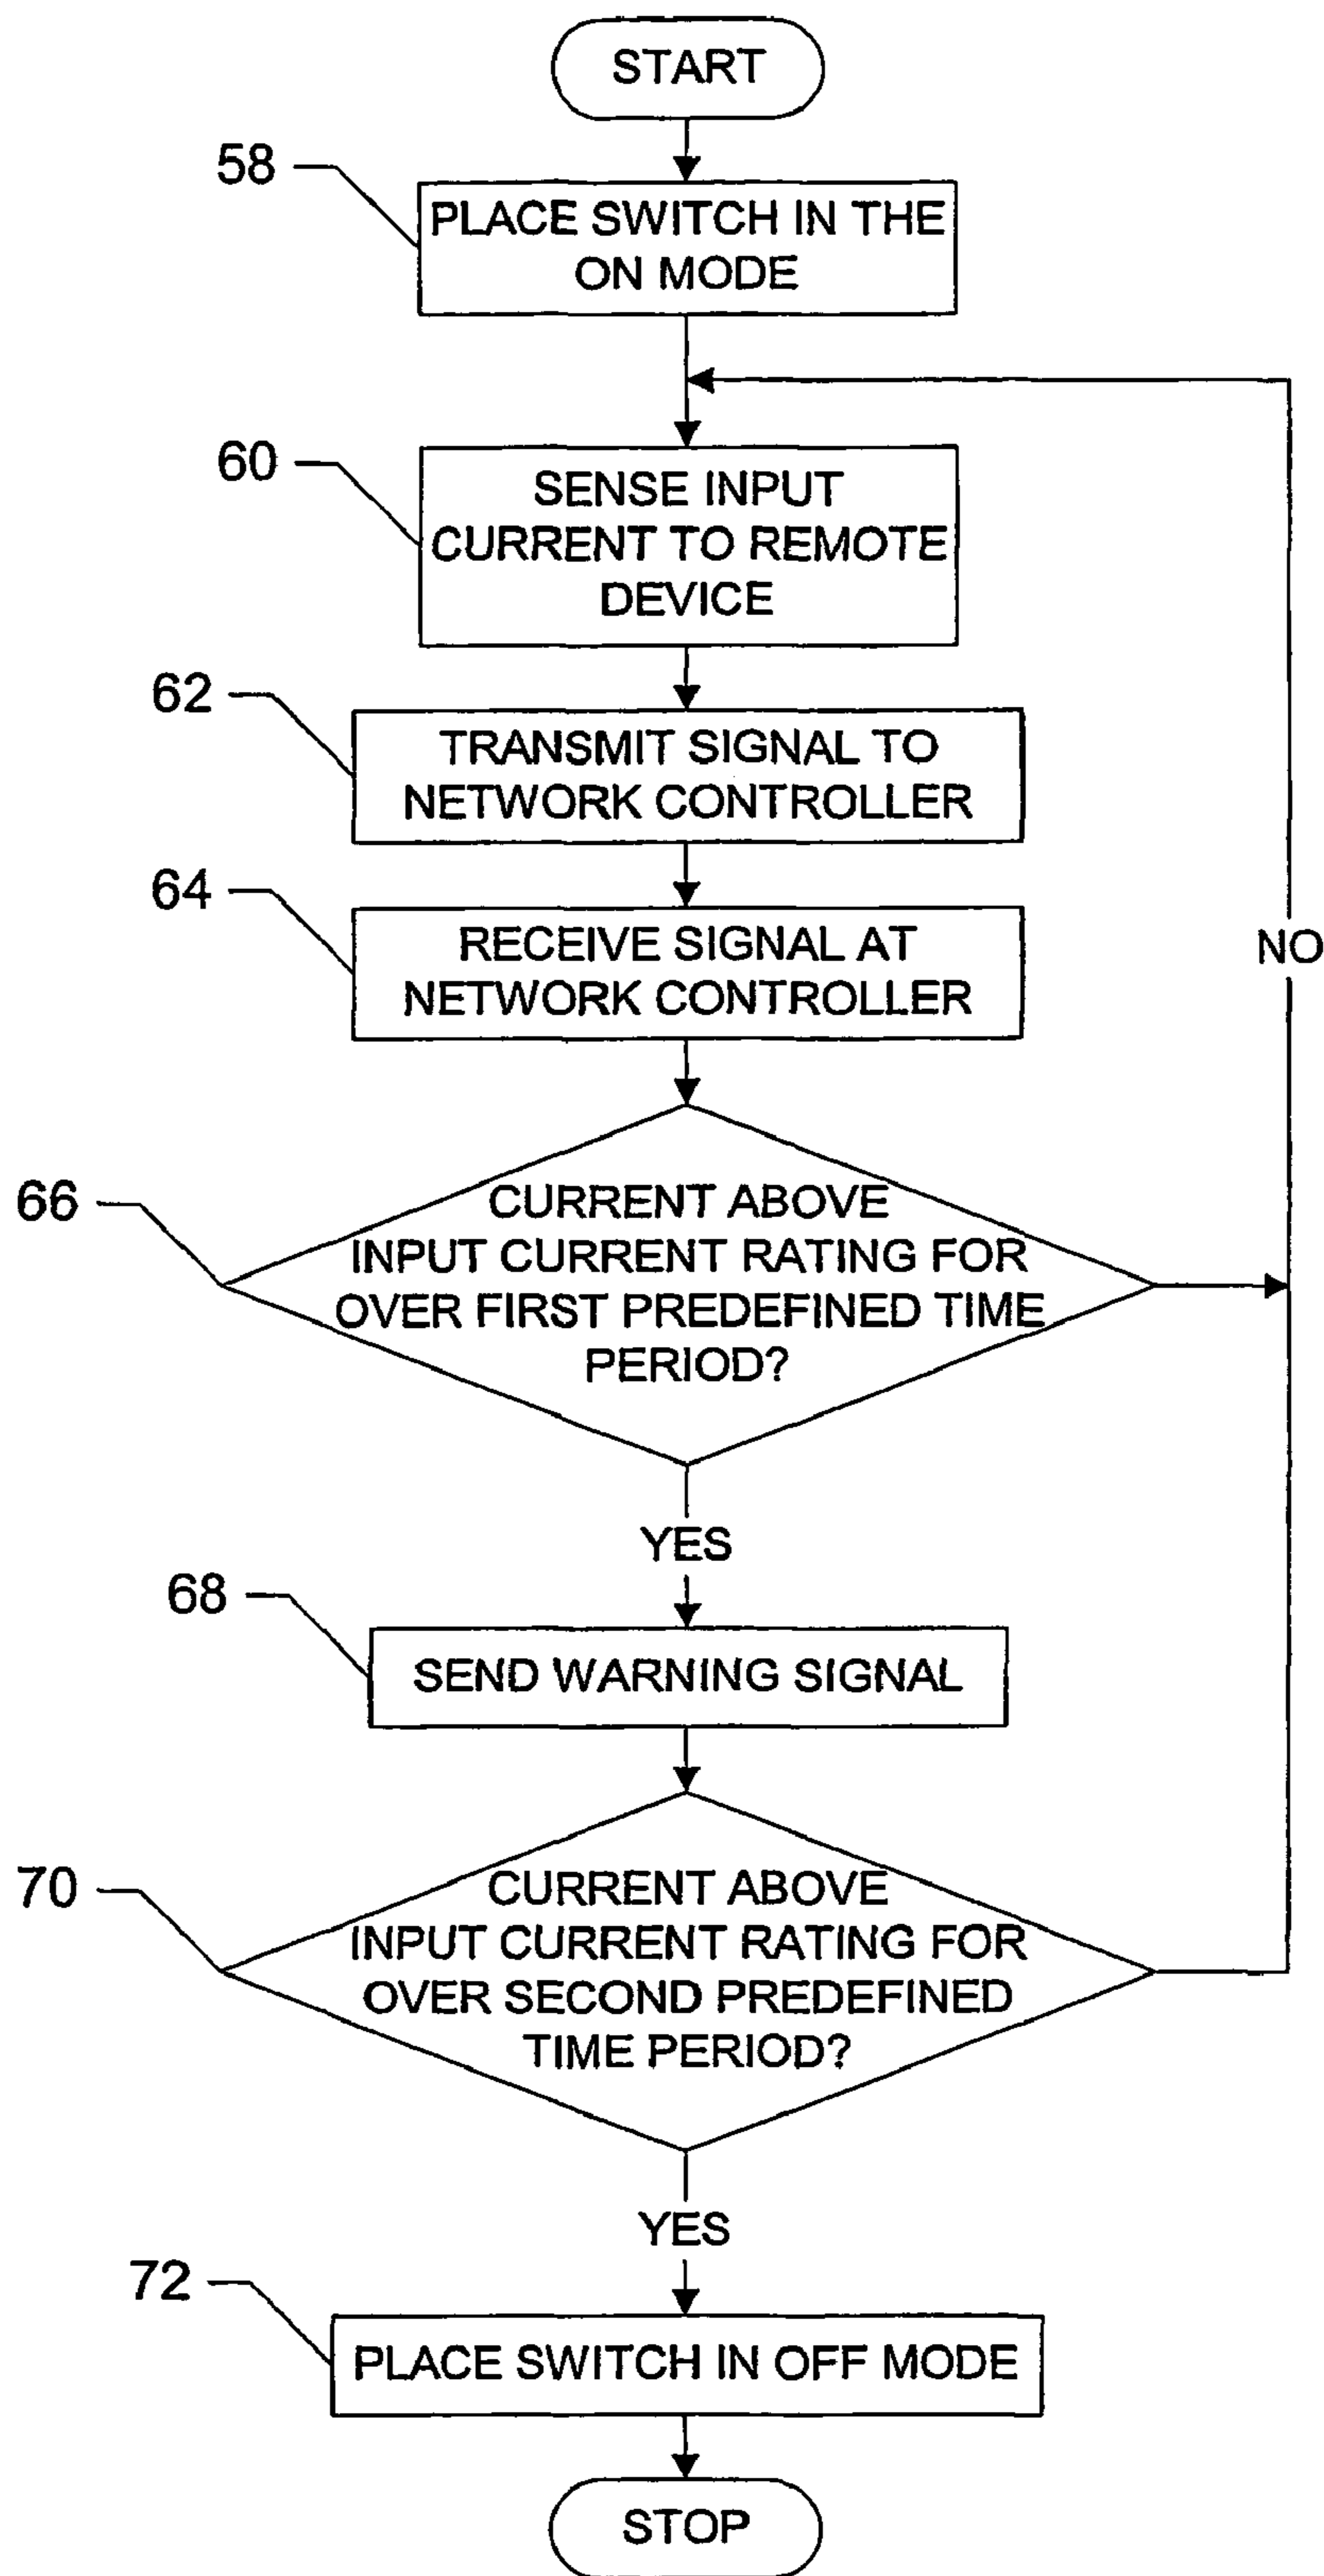 START
58
PLACE SWITCH IN THE
ON MODE
60
SENSE INPUT
CURRENT TO REMOTE
DEVICE
62
TRANSMIT SIGNAL TO
NETWORK CONTROLLER
64
RECEIVE SIGNAL AT
NETWORK CONTROLLER
NO
66
CURRENT ABOVE
INPUT CURRENT RATING FOR
OVER FIRST PREDEFINED TIME
PERIOD?
YES
68
SEND WARNING SIGNAL
70
CURRENT ABOVE
INPUT CURRENT RATING FOR
OVER SECOND PREDEFINED
TIME PERIOD?
YES
72
PLACE SWITCH IN OFF MODE
STOP